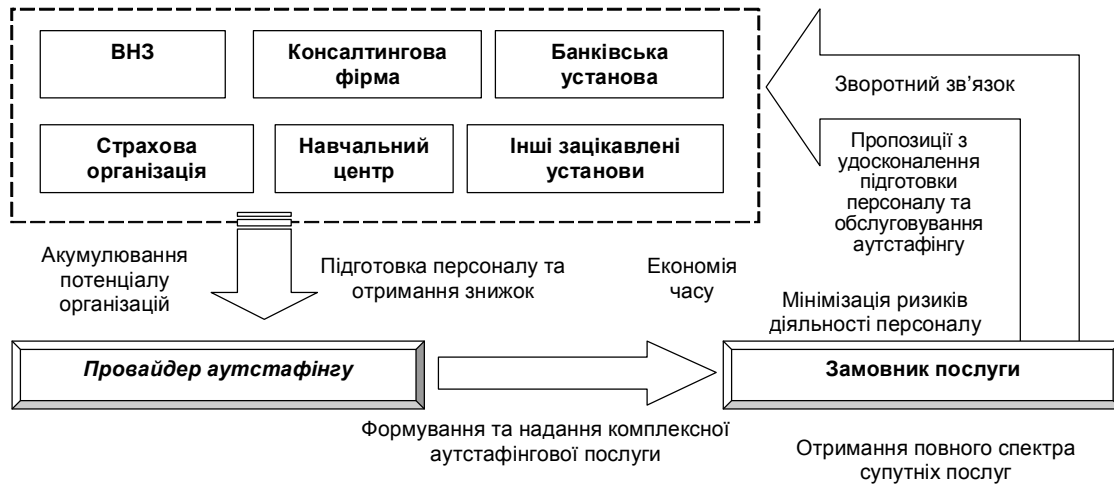 ВНЗ
Консалтингова
фірма
Банківська
установа
Страхова
організація
Навчальний
центр
Інші зацікавлені
установи
Зворотний зв’язок
Пропозиції з
удосконалення
підготовки
персоналу та
обслуговування
аутстафінгу
Акумулювання
потенціалу
організацій
Підготовка персоналу та
отримання знижок
Економія
часу
Мінімізація ризиків
діяльності персоналу
Провайдер аутстафінгу
Замовник послуги
Формування та надання комплексної
аутстафінгової послуги
Отримання повного спектра
супутніх послуг